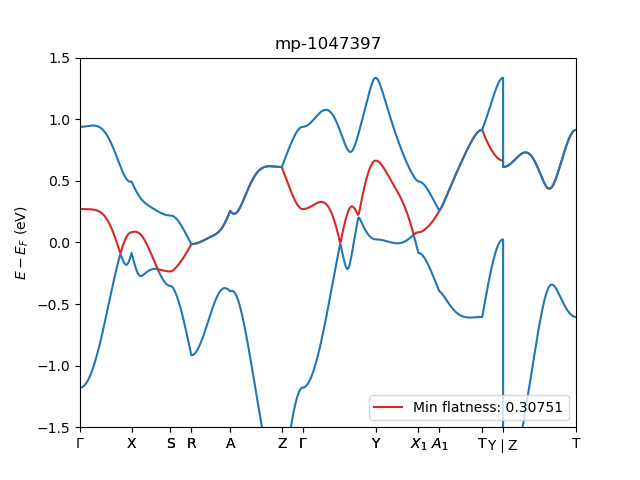 mp-1047397
1.5
1.0
0.5
0.0
−0.5
−1.0
−1.5
E − E_F (eV)
Min flatness: 0.30751
Γ X S R A Z Γ Y X₁ A₁ T Y | Z T